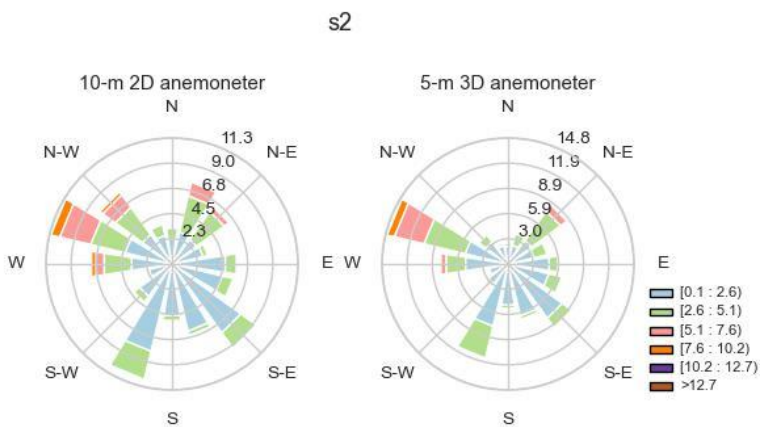 s2
10-m 2D anemoneter
5-m 3D anemoneter
N
N
11.3
14.8
N-W
9.0
N-E
N-W
11.9
N-E
6.8
8.9
4.5
5.9
2.3
3.0
W
E
W
E
[0.1 : 2.6)
[2.6 : 5.1)
[5.1 : 7.6)
[7.6 : 10.2)
[10.2 : 12.7)
>12.7
S-W
S-E
S-W
S-E
S
S